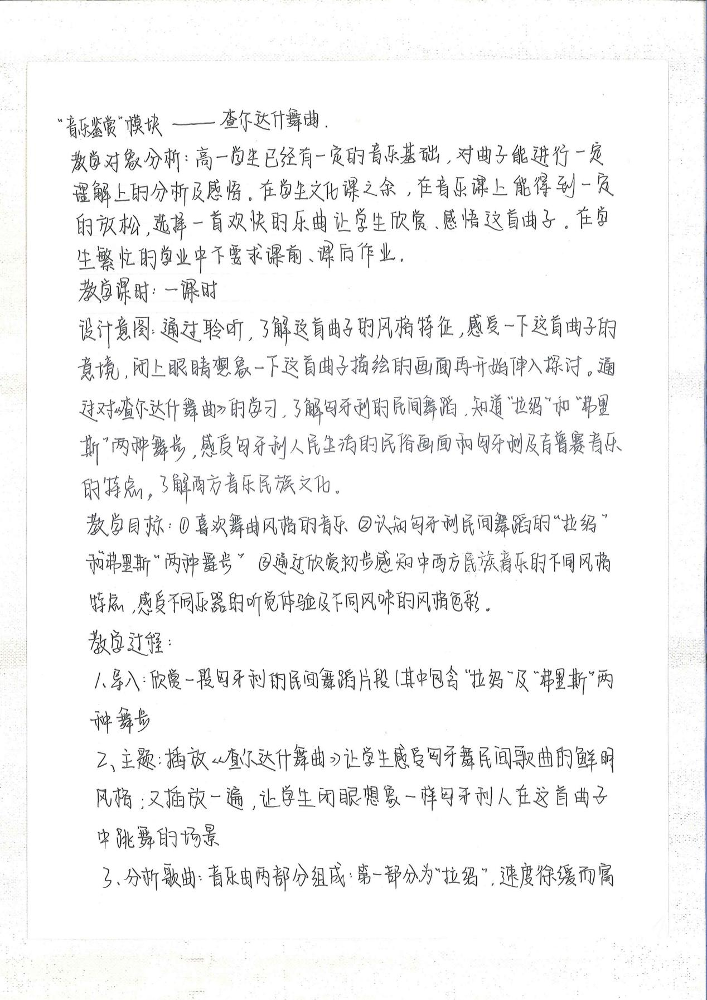 “音乐鉴赏”模块 —— 查尔达什舞曲.
教学对象分析：高一学生已经有一定的音乐基础，对曲子能进行一定
理解上的分析及感悟。在学生文化课之余，在音乐课上能得到一定
的放松，选择一首欢快的乐曲让学生欣赏、感悟这首曲子。在学
生繁忙的学业中不要求课前、课后作业.
教学课时：一课时
设计意图：通过聆听，了解这首曲子的风格特征，感受一下这首曲子的
意境，闭上眼睛想象一下这首曲子描绘的画面再开始伸入探讨。通
过对《查尔达什舞曲》的学习，了解匈牙利的民间舞蹈，知道“拉绍”和“弗里
斯”两种舞步，感受匈牙利人民生活的民俗画面和匈牙利及吉普赛音乐
的特点，了解西方音乐民族文化。
教学目标：①喜欢舞曲风格的音乐 ②认知匈牙利民间舞蹈的“拉绍”
和“弗里斯“两种舞步” ③通过欣赏初步感知中西方民族音乐的不同风格
特点，感受不同乐器的听觉体验及不同风味的风格色彩。
教学过程：
1、导入：欣赏一段匈牙利的民间舞蹈片段（其中包含“拉绍”及“弗里斯”两
种舞步
2、主题：播放《查尔达什舞曲》让学生感受匈牙舞民间歌曲的鲜明
风格；又播放一遍，让学生闭眼想象一样匈牙利人在这首曲子
中跳舞的场景
3、分析歌曲：音乐由两部分组成：第一部分为“拉绍”，速度徐缓而富